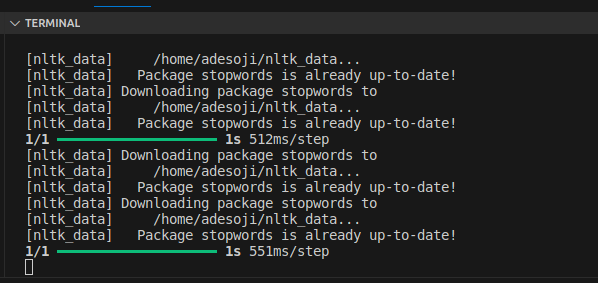 TERMINAL
[nltk_data]     /home/adesoji/nltk_data...
[nltk_data]   Package stopwords is already up-to-date!
[nltk_data] Downloading package stopwords to
[nltk_data]     /home/adesoji/nltk_data...
[nltk_data]   Package stopwords is already up-to-date!
1/1 ━━━━━━━━━━━━━━━━━━━━ 1s 512ms/step
[nltk_data] Downloading package stopwords to
[nltk_data]     /home/adesoji/nltk_data...
[nltk_data]   Package stopwords is already up-to-date!
[nltk_data] Downloading package stopwords to
[nltk_data]     /home/adesoji/nltk_data...
[nltk_data]   Package stopwords is already up-to-date!
1/1 ━━━━━━━━━━━━━━━━━━━━ 1s 551ms/step